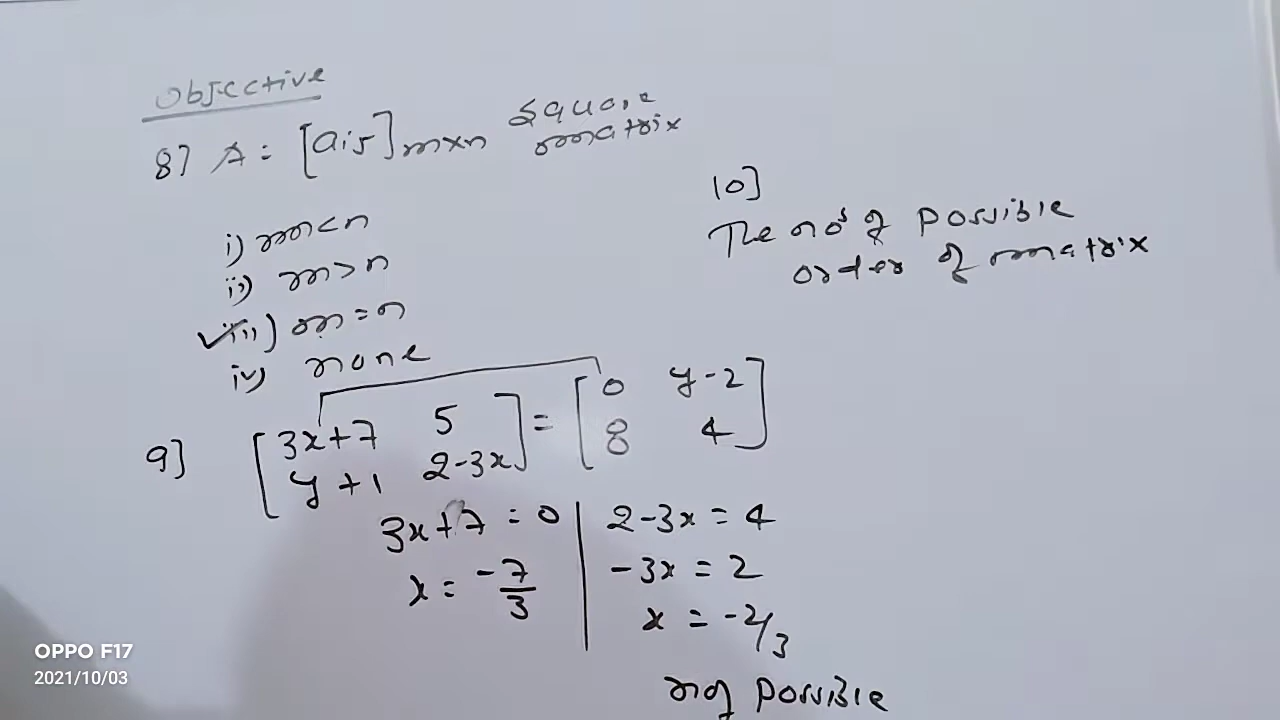 Objective
8] A = [aij]m×n square
matrix
i) m<n
ii) m>n
iii) m=n
iv) none
9] [3x+7 5
y+1 2-3x] = [0 y-2
8 4]
3x+7 = 0
x = -7/3
2-3x = 4
-3x = 2
x = -2/3
not possible
10]
The no's of possible
order of matrix
OPPO F17
2021/10/03